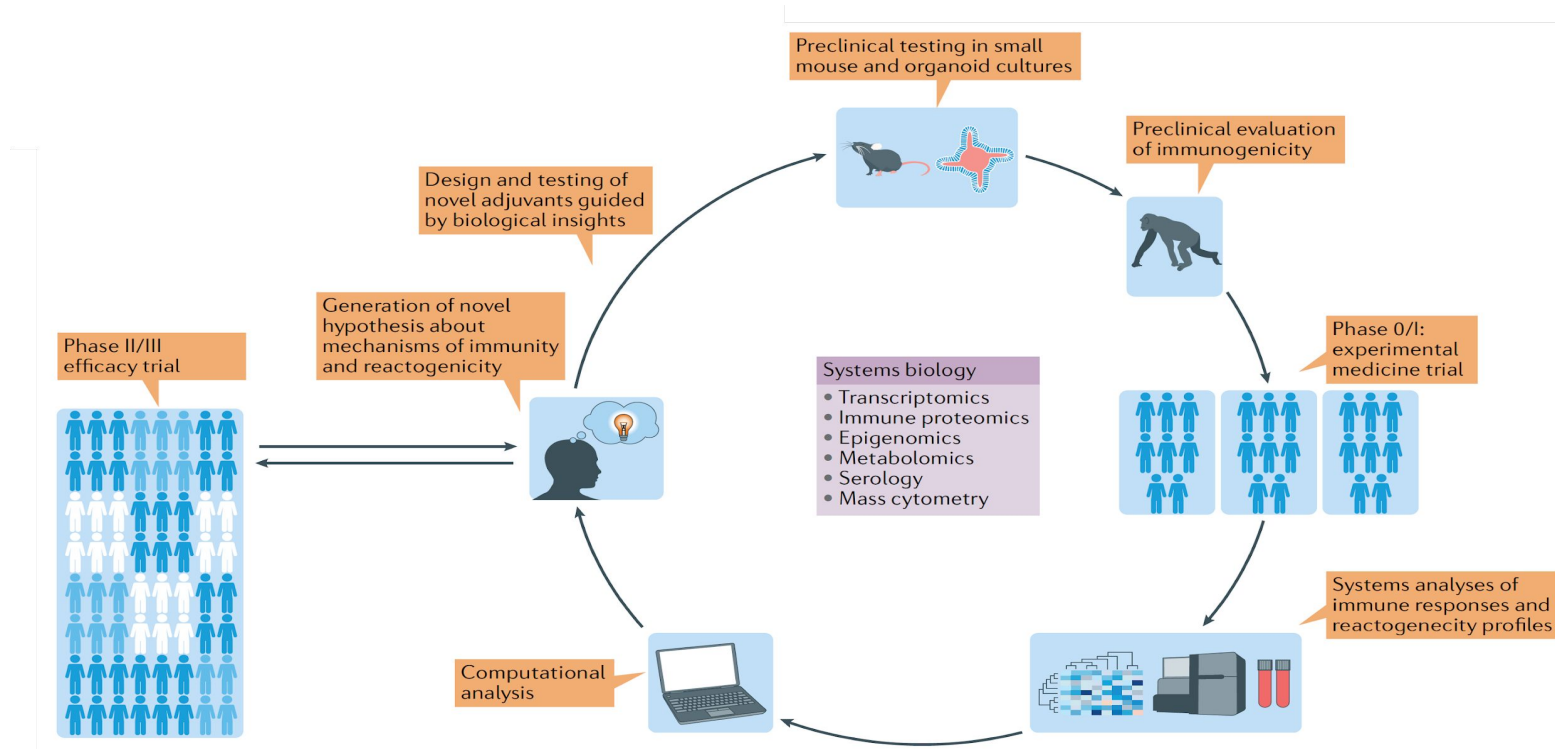 Preclinical testing in small
mouse and organoid cultures
Preclinical evaluation
of immunogenicity
Design and testing of
novel adjuvants guided
by biological insights
Generation of novel
hypothesis about
mechanisms of immunity
and reactogenicity
Phase II/III
efficacy trial
Phase 0/I:
experimental
medicine trial
Systems biology
• Transcriptomics
• Immune proteomics
• Epigenomics
• Metabolomics
• Serology
• Mass cytometry
Systems analyses of
immune responses and
reactogenecity profiles
Computational
analysis